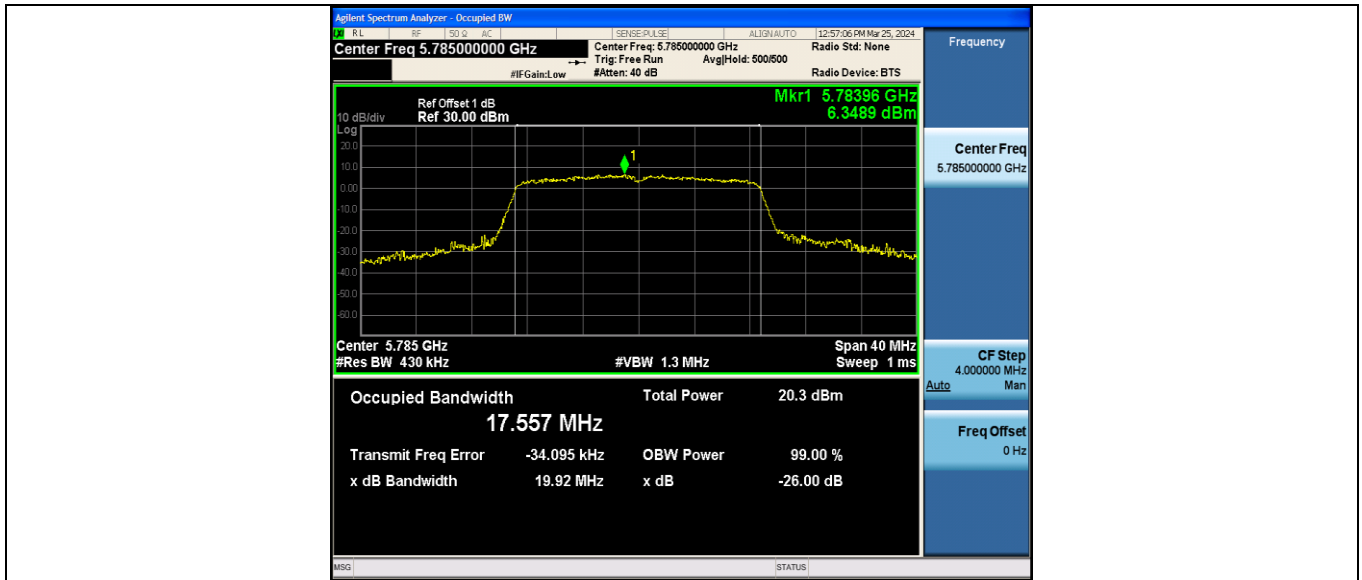 Agilent Spectrum Analyzer - Occupied BW
LXI RL RF 50 Ω AC SENSE:PULSE ALIGNAUTO 12:57:06 PM Mar 25, 2024
Center Freq 5.785000000 GHz
Center Freq: 5.785000000 GHz Radio Std: None
Trig: Free Run Avg|Hold: 500/500
#IFGain:Low #Atten: 40 dB Radio Device: BTS
Mkr1 5.78396 GHz
6.3489 dBm
Ref Offset 1 dB
10 dB/div Ref 30.00 dBm
Log
20.0
10.0
0.00
-10.0
-20.0
-30.0
-40.0
-50.0
-60.0
1
Center 5.785 GHz Span 40 MHz
#Res BW 430 kHz #VBW 1.3 MHz Sweep 1 ms
Occupied Bandwidth Total Power 20.3 dBm
17.557 MHz
Transmit Freq Error -34.095 kHz OBW Power 99.00 %
x dB Bandwidth 19.92 MHz x dB -26.00 dB
MSG STATUS
Frequency
Center Freq
5.785000000 GHz
CF Step
4.000000 MHz
Auto Man
Freq Offset
0 Hz